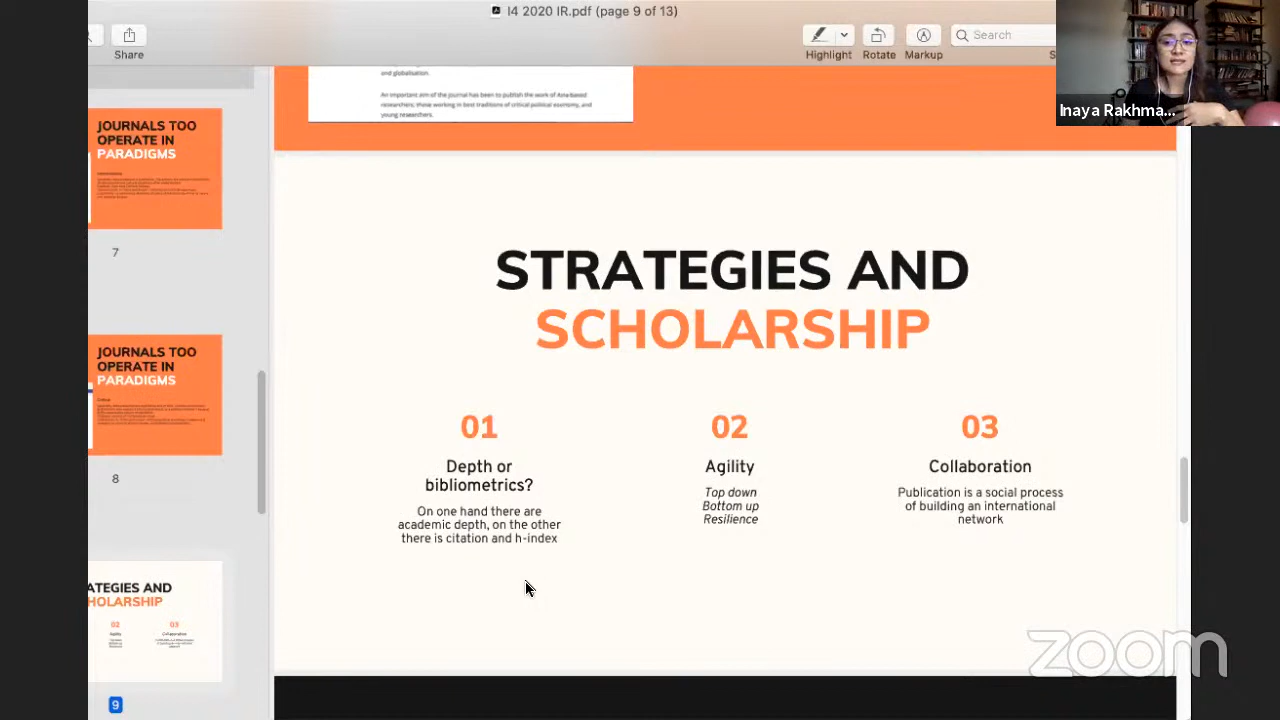 I4 2020 IR.pdf (page 9 of 13)
Share
Highlight
Rotate
Markup
Search
Inaya Rakhma...
and globalisation.
An important aim of the journal has been to publish the work of Asia-based
researchers; those working in best traditions of critical political economy, and
young researchers.
JOURNALS TOO
OPERATE IN
PARADIGMS
7
JOURNALS TOO
OPERATE IN
PARADIGMS
8
ATEGIES AND
HOLARSHIP
02
03
Agility
Collaboration
9
STRATEGIES AND
SCHOLARSHIP
01
Depth or
bibliometrics?
On one hand there are
academic depth, on the other
there is citation and h-index
02
Agility
Top down
Bottom up
Resilience
03
Collaboration
Publication is a social process
of building an international
network
zoom